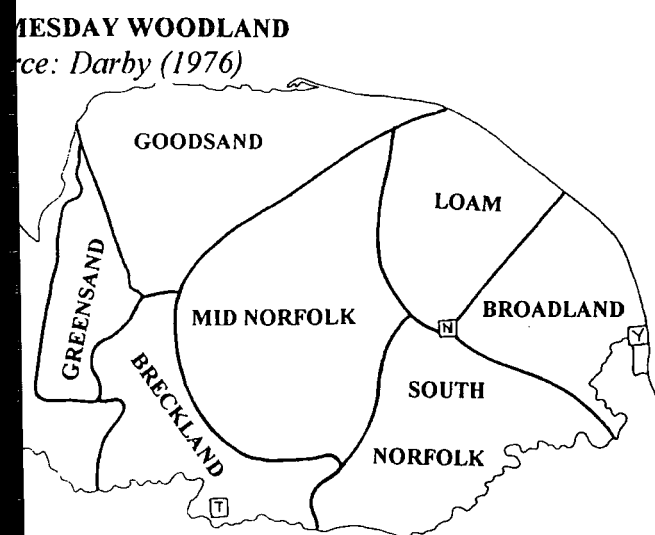 MESDAY WOODLAND
rce: Darby (1976)
GOODSAND
LOAM
GREENSAND
MID NORFOLK
BROADLAND
N
Y
BRECKLAND
SOUTH
NORFOLK
T